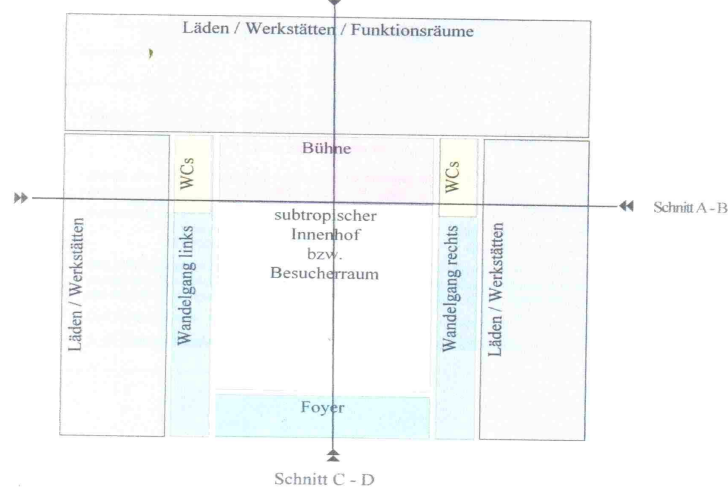 Läden / Werkstätten / Funktionsräume
Bühne
WCs
WCs
Schnitt A - B
subtropischer
Innenhof
bzw.
Besucherraum
Läden / Werkstätten
Wandelgang links
Wandelgang rechts
Läden / Werkstätten
Foyer
Schnitt C - D